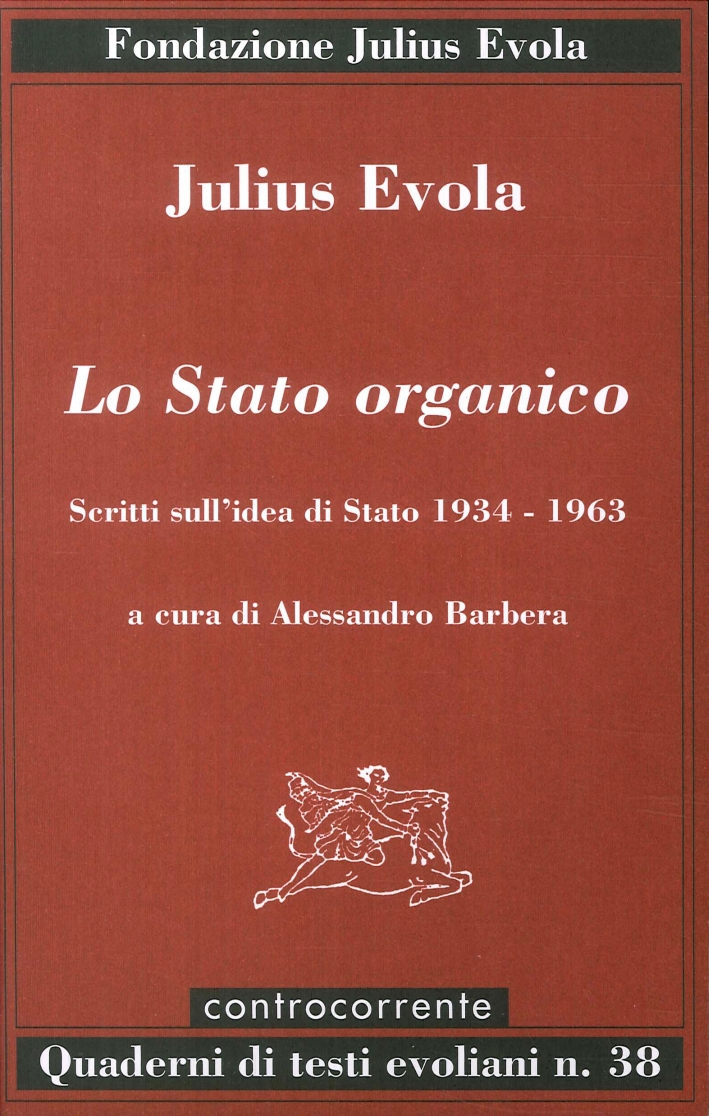 Fondazione Julius Evola
Julius Evola
Lo Stato organico
Scritti sull'idea di Stato 1934 - 1963
a cura di Alessandro Barbera
controcorrente
Quaderni di testi evoliani n. 38